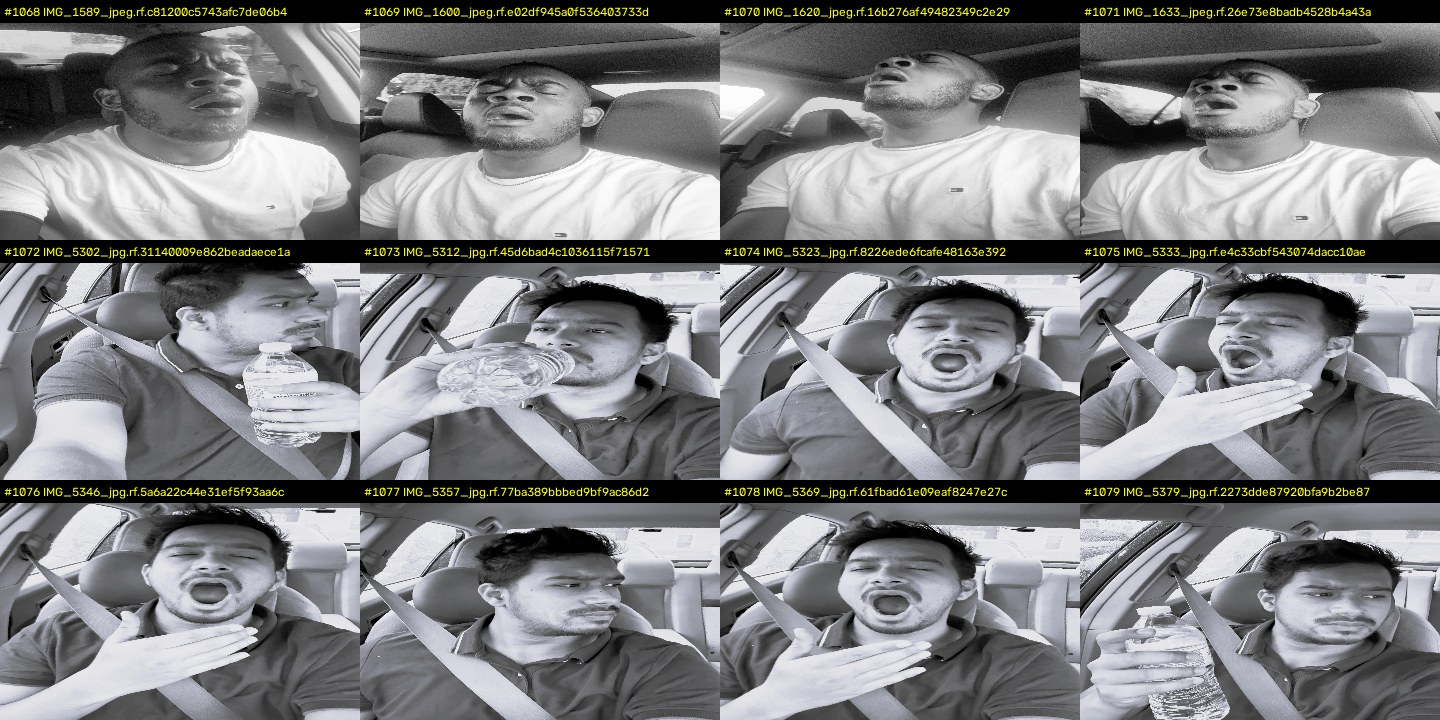 #1068 IMG_1589_jpeg.rf.c81200c5743afc7de06b4
#1069 IMG_1600_jpeg.rf.e02df945a0f536403733d
#1070 IMG_1620_jpeg.rf.16b276af49482349c2e29
#1071 IMG_1633_jpeg.rf.26e73e8badb4528b4a43a
#1072 IMG_5302_jpg.rf.31140009e862beadaece1a
#1073 IMG_5312_jpg.rf.45d6bad4c1036115f71571
#1074 IMG_5323_jpg.rf.8226ede6fcafe48163e392
#1075 IMG_5333_jpg.rf.e4c33cbf543074dacc10ae
#1076 IMG_5346_jpg.rf.5a6a22c44e31ef5f93aa6c
#1077 IMG_5357_jpg.rf.77ba389bbbed9bf9ac86d2
#1078 IMG_5369_jpg.rf.61fbad61e09eaf8247e27c
#1079 IMG_5379_jpg.rf.2273dde87920bfa9b2be87